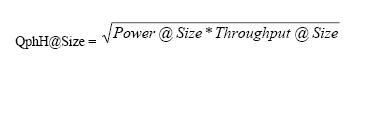 QphH@Size = √Power @ Size * Throughput @ Size